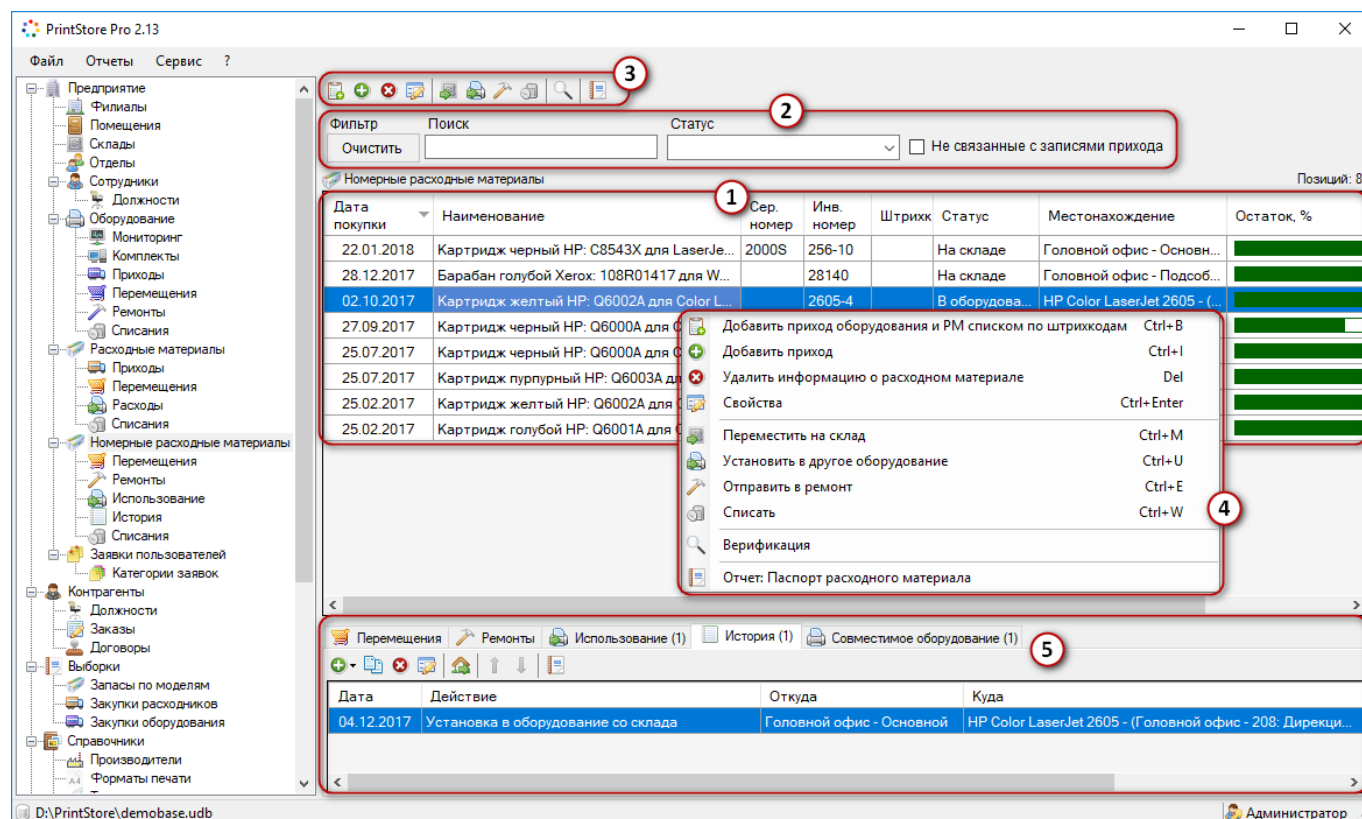 PrintStore Pro 2.13
Файл Отчеты Сервис ?
Предприятие
Филиалы
Помещения
Склады
Отделы
Сотрудники
Должности
Оборудование
Мониторинг
Комплекты
Приходы
Перемещения
Ремонты
Списания
Расходные материалы
Приходы
Перемещения
Расходы
Списания
Номерные расходные материалы
Перемещения
Ремонты
Использование
История
Списания
Заявки пользователей
Категории заявок
Контрагенты
Должности
Заказы
Договоры
Выборки
Запасы по моделям
Закупки расходников
Закупки оборудования
Справочники
Производители
A4 Форматы печати
3
2
Фильтр Поиск Статус
Очистить Не связанные с записями прихода
Номерные расходные материалы Позиций: 8
1
Дата покупки Наименование Сер. номер Инв. номер Штрихк Статус Местонахождение Остаток, %
22.01.2018 Картридж черный HP: C8543X для LaserJe... 2000S 256-10 На складе Головной офис - Основн...
28.12.2017 Барабан голубой Xerox: 108R01417 для W... 28140 На складе Головной офис - Подсоб...
02.10.2017 Картридж желтый HP: Q6002A для Color L... 2605-4 В оборудова... HP Color LaserJet 2605 - (...
27.09.2017 Картридж черный HP: Q6000A для
25.07.2017 Картридж черный HP: Q6000A для
25.07.2017 Картридж пурпурный HP: Q6003A для
25.02.2017 Картридж желтый HP: Q6002A для
25.02.2017 Картридж голубой HP: Q6001A для
Добавить приход оборудования и РМ списком по штрихкодам Ctrl+B
Добавить приход Ctrl+I
Удалить информацию о расходном материале Del
Свойства Ctrl+Enter
Переместить на склад Ctrl+M
Установить в другое оборудование Ctrl+U
Отправить в ремонт Ctrl+E
Списать Ctrl+W
4
Верификация
Отчет: Паспорт расходного материала
Перемещения Ремонты Использование (1) История (1) Совместимое оборудование (1)
5
Дата Действие Откуда Куда
04.12.2017 Установка в оборудование со склада Головной офис - Основной HP Color LaserJet 2605 - (Головной офис - 208: Дирекци...
D:\PrintStore\demobase.udb Администратор